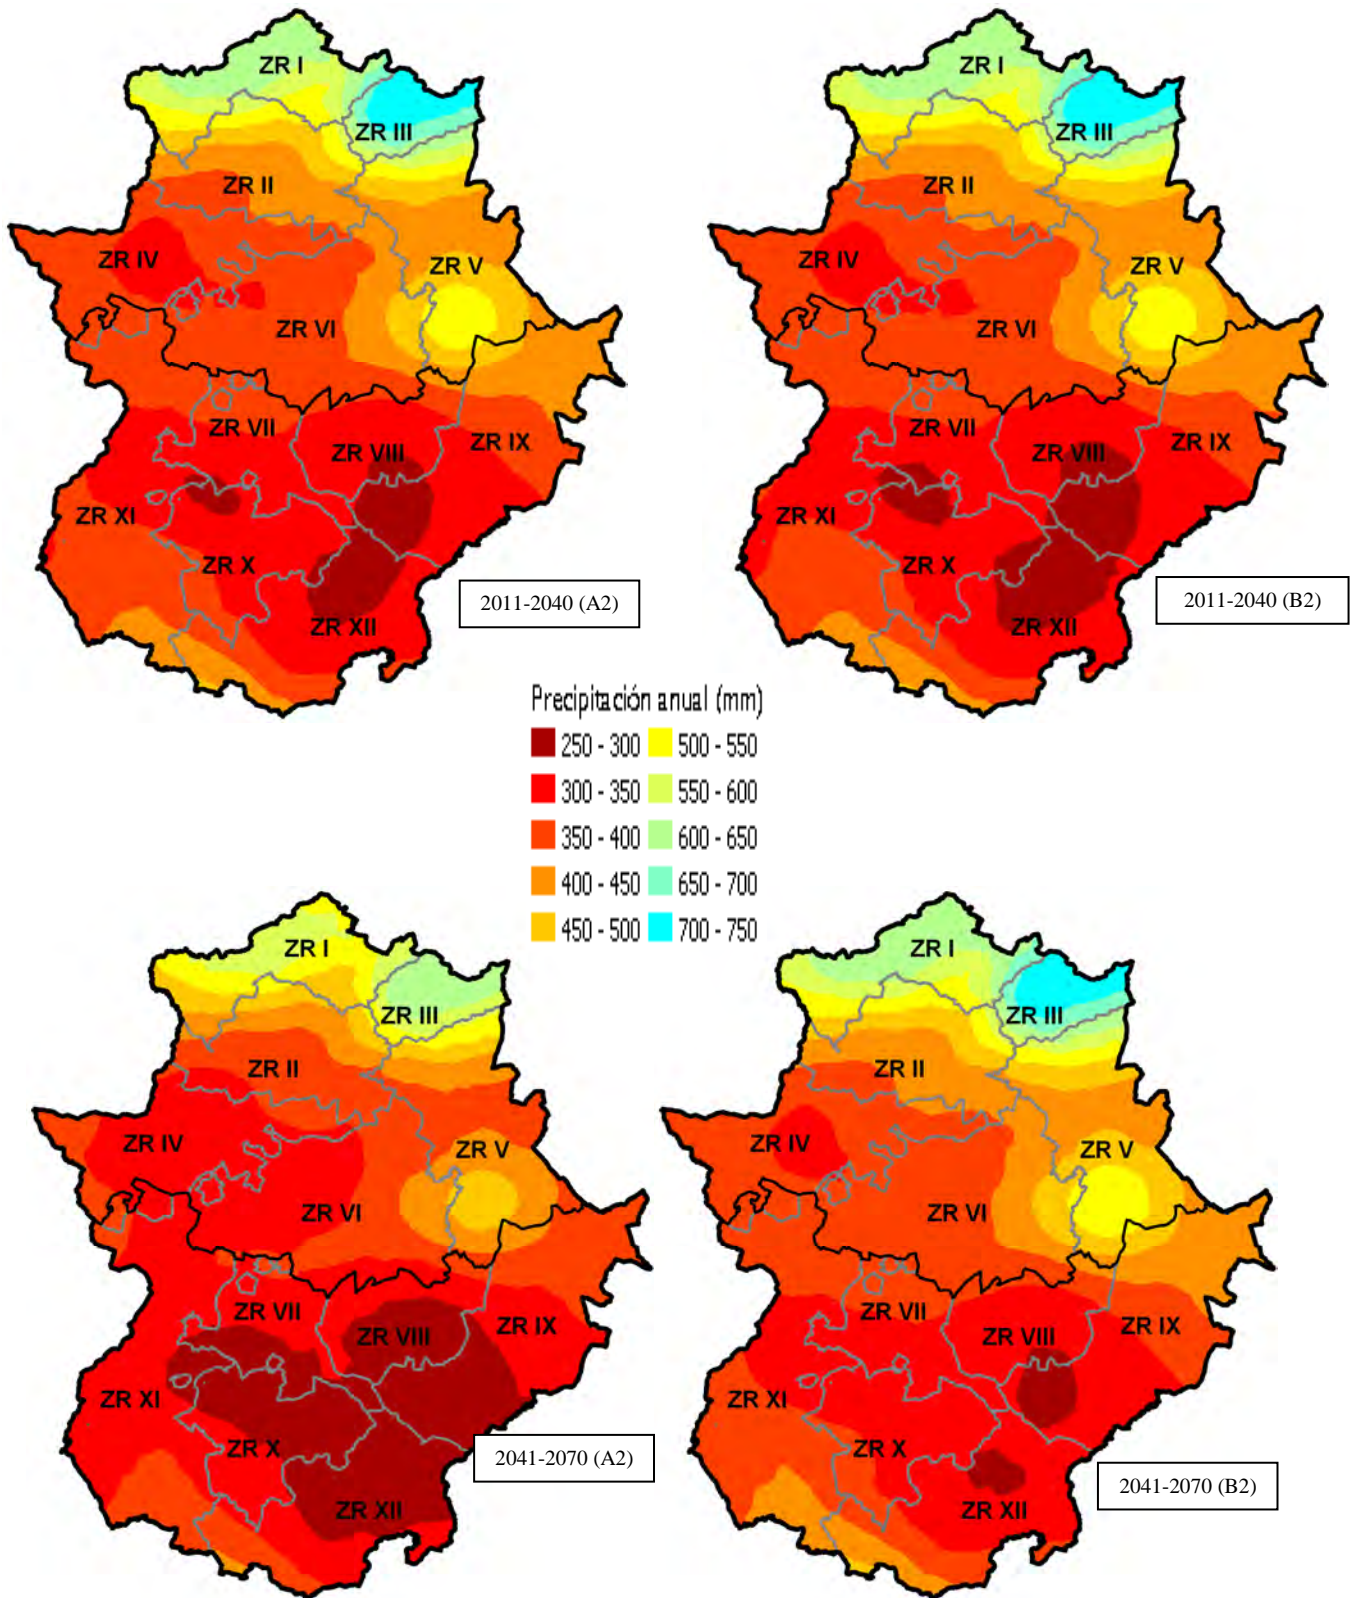 ZR I
ZR III
ZR II
ZR IV
ZR V
ZR VI
ZR VII
ZR VIII
ZR IX
ZR XI
ZR X
ZR XII
2011-2040 (A2)
ZR I
ZR III
ZR II
ZR IV
ZR V
ZR VI
ZR VII
ZR VIII
ZR IX
ZR XI
ZR X
ZR XII
2011-2040 (B2)
Precipitación anual (mm)
250 - 300 500 - 550
300 - 350 550 - 600
350 - 400 600 - 650
400 - 450 650 - 700
450 - 500 700 - 750
ZR I
ZR III
ZR II
ZR IV
ZR V
ZR VI
ZR VII
ZR VIII
ZR IX
ZR XI
ZR X
ZR XII
2041-2070 (A2)
ZR I
ZR III
ZR II
ZR IV
ZR V
ZR VI
ZR VII
ZR VIII
ZR IX
ZR XI
ZR X
ZR XII
2041-2070 (B2)